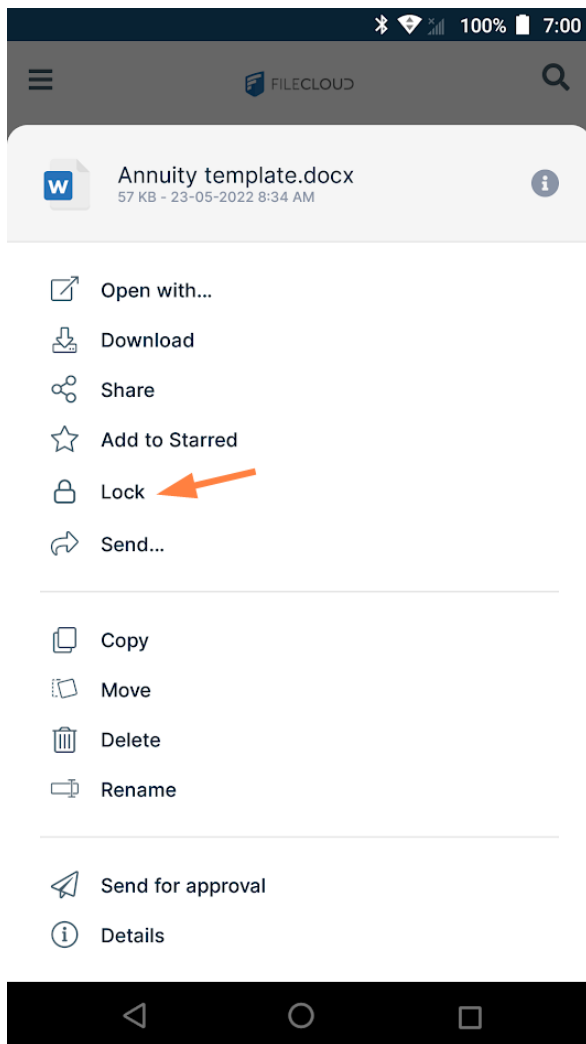 100% 7:00
FILECLOUD
W
Annuity template.docx
57 KB - 23-05-2022 8:34 AM
Open with...
Download
Share
Add to Starred
Lock
Send...
Copy
Move
Delete
Rename
Send for approval
Details